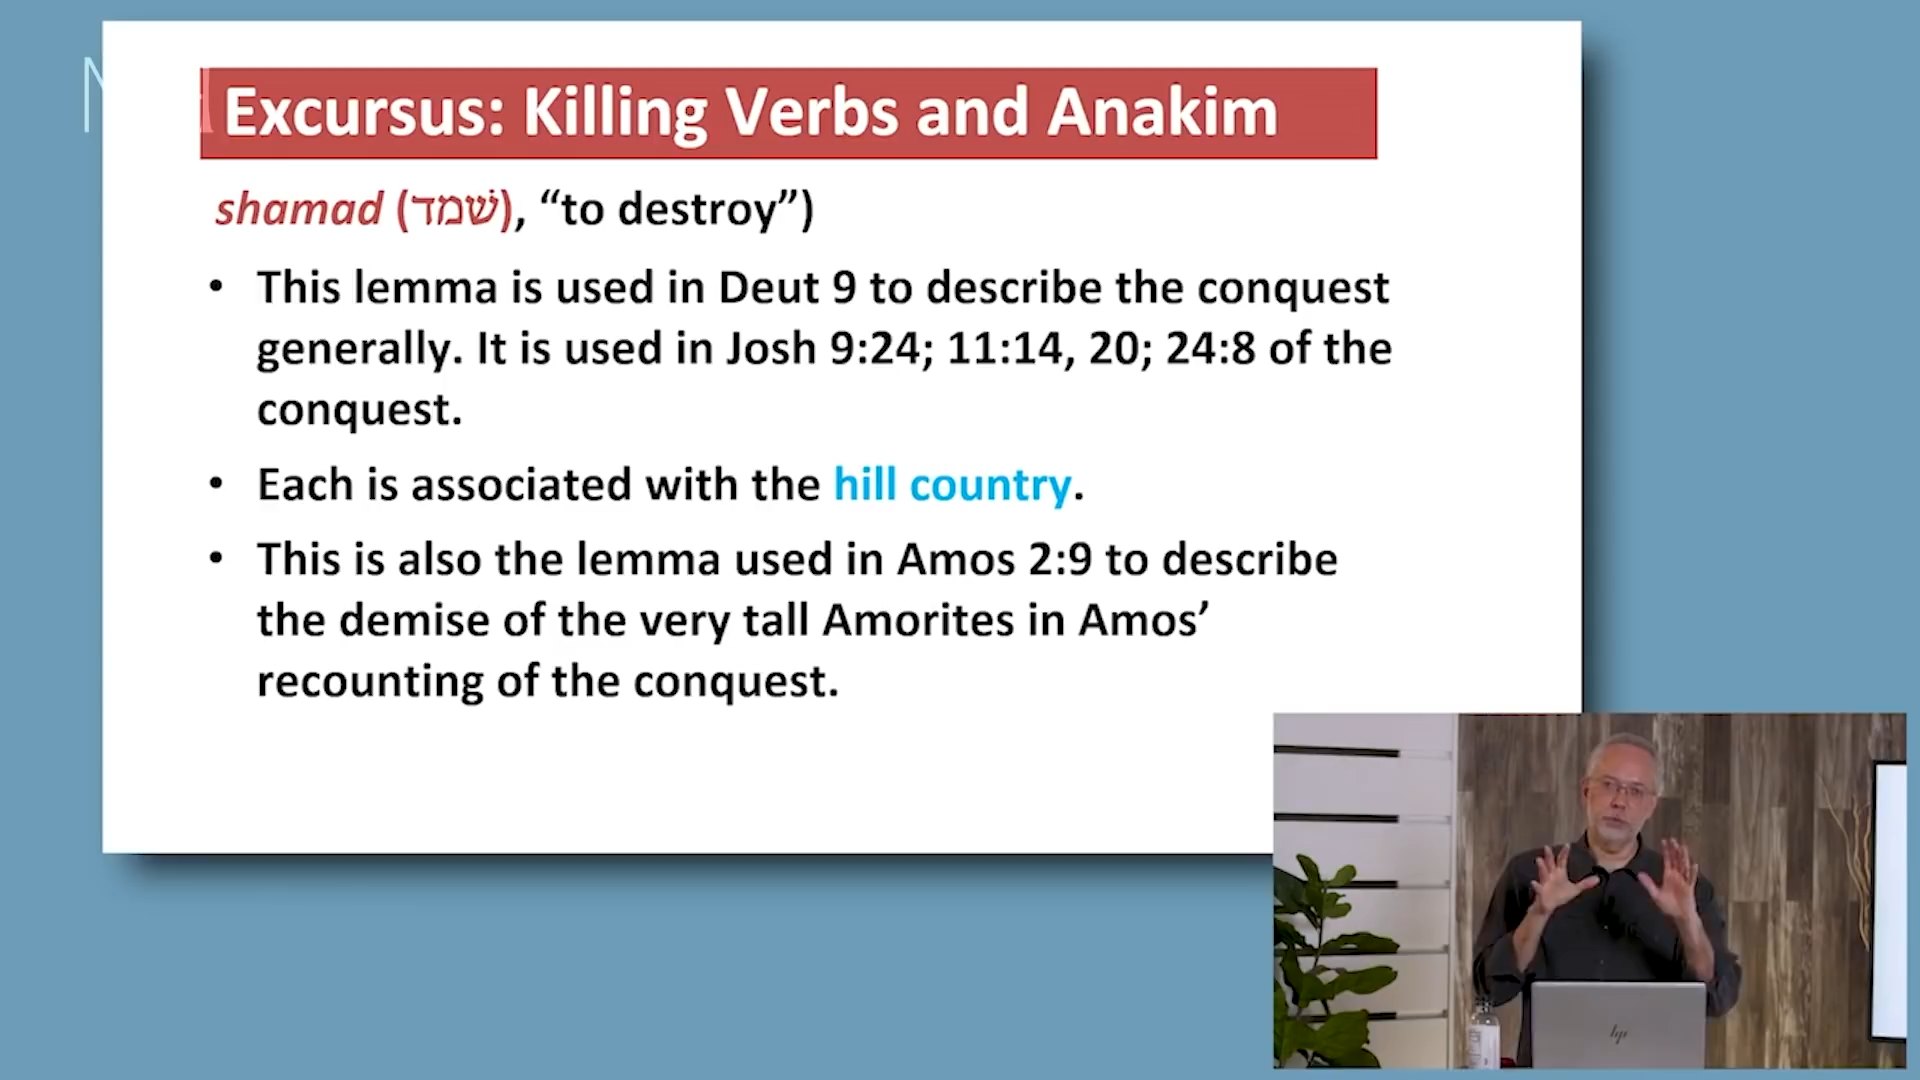 Excursus: Killing Verbs and Anakim
shamad (שׁמד), “to destroy”)
• This lemma is used in Deut 9 to describe the conquest
generally. It is used in Josh 9:24; 11:14, 20; 24:8 of the
conquest.
• Each is associated with the hill country.
• This is also the lemma used in Amos 2:9 to describe
the demise of the very tall Amorites in Amos’
recounting of the conquest.
hp